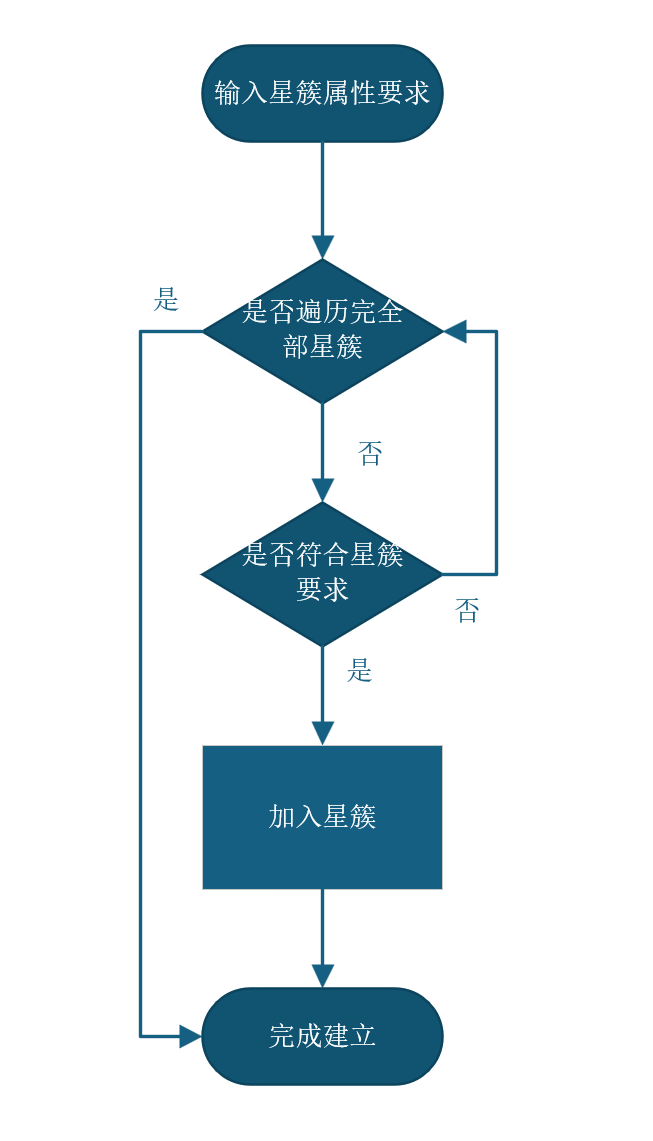 输入星簇属性要求
是
是否遍历完全
部星簇
否
是否符合星簇
要求
否
是
加入星簇
完成建立